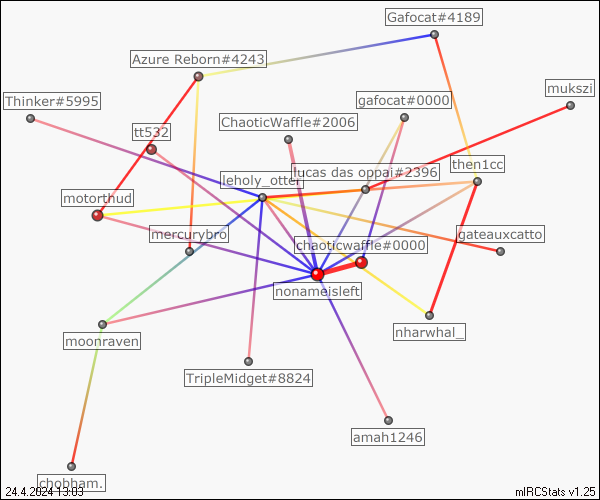 Gafocat#4189
Azure Reborn#4243
mukszi
Thinker#5995
gafocat#0000
ChaoticWaffle#2006
tt532
then1cc
lucas das oppai#2396
leholy_otter
motorthud
mercurybro
gateauxcatto
chaoticwaffle#0000
nonameisleft
nharwhal_
moonraven
TripleMidget#8824
amah1246
chobham.
24.4.2024 13:03
mIRCStats v1.25